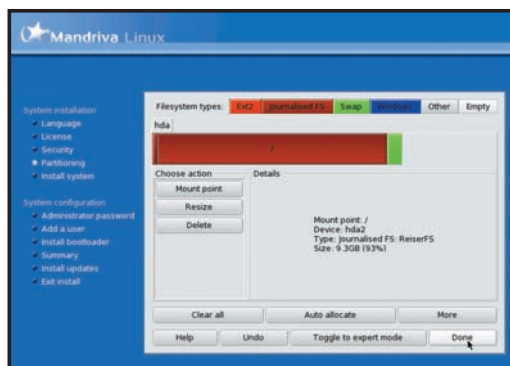 Mandriva Linux
System installation
Language
License
Security
Partitioning
Install system
System configuration
Administrator password
Add a user
Install bootloader
Summary
Install updates
Exit install
Filesystem types: Ext2 Journalised FS Swap Windows Other Empty
hda
/
Choose action
Mount point
Resize
Delete
Details
Mount point: /
Device: hda2
Type: Journalised FS: ReiserFS
Size: 9.3GB (93%)
Clear all Auto allocate More
Help Undo Toggle to expert mode Done